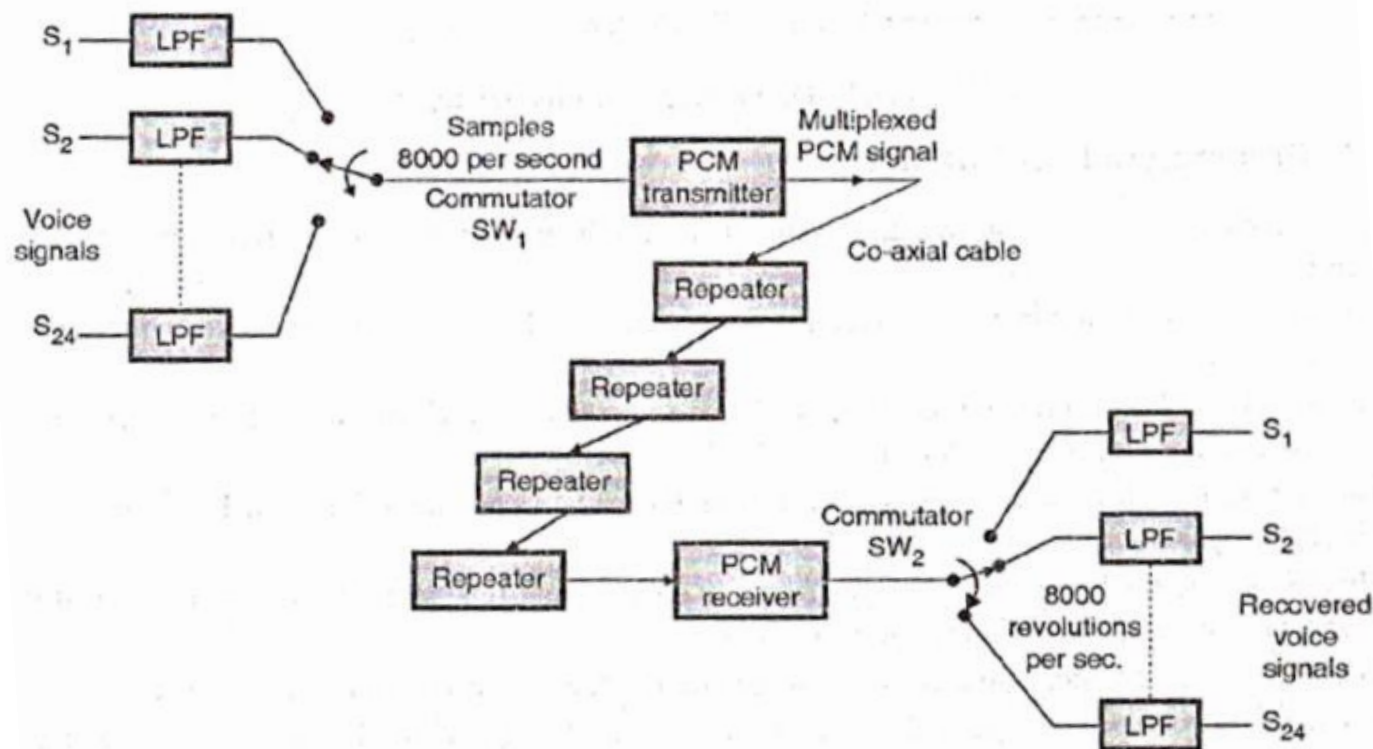 S1
LPF
S2
LPF
Voice
signals
S24
LPF
Samples
8000 per second
Commutator
SW1
PCM
transmitter
Multiplexed
PCM signal
Co-axial cable
Repeater
Repeater
Repeater
Repeater
PCM
receiver
Commutator
SW2
8000
revolutions
per sec.
LPF
S1
LPF
S2
Recovered
voice
signals
LPF
S24